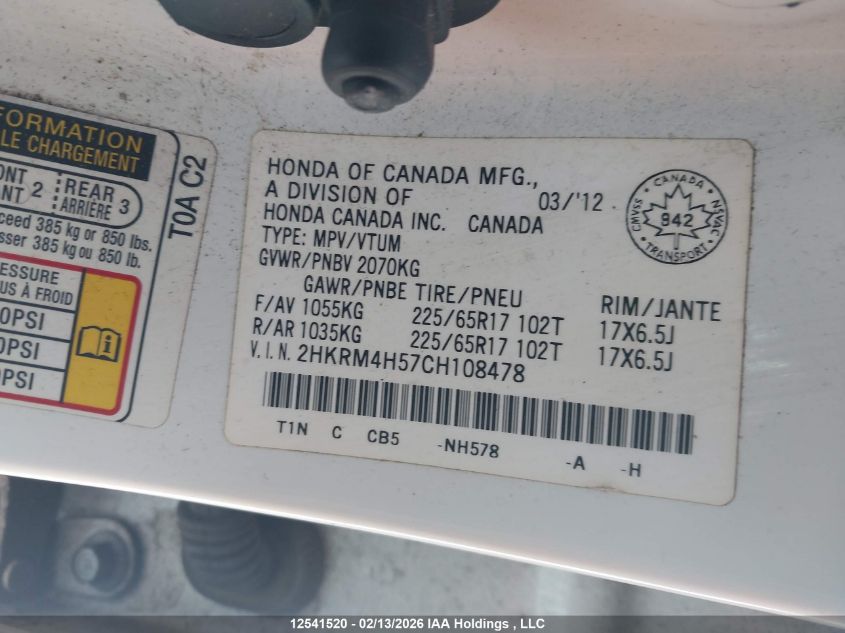 FORMATION
LE CHARGEMENT
ONT
ANT 2
REAR
ARRIÈRE 3
ceed 385 kg or 850 lbs.
sser 385 kg ou 850 lb.
ESSURE
US À FROID
0PSI
0PSI
0PSI
T0A C2
HONDA OF CANADA MFG.,
A DIVISION OF 03/'12
HONDA CANADA INC. CANADA
TYPE: MPV/VTUM
GVWR/PNBV 2070KG
GAWR/PNBE TIRE/PNEU RIM/JANTE
F/AV 1055KG 225/65R17 102T 17X6.5J
R/AR 1035KG 225/65R17 102T 17X6.5J
V.I.N. 2HKRM4H57CH108478
T1N C CB5 -NH578 -A -H
CANADA
CMVSS 942 NSVAC
TRANSPORT
12541520 - 02/13/2026 IAA Holdings , LLC